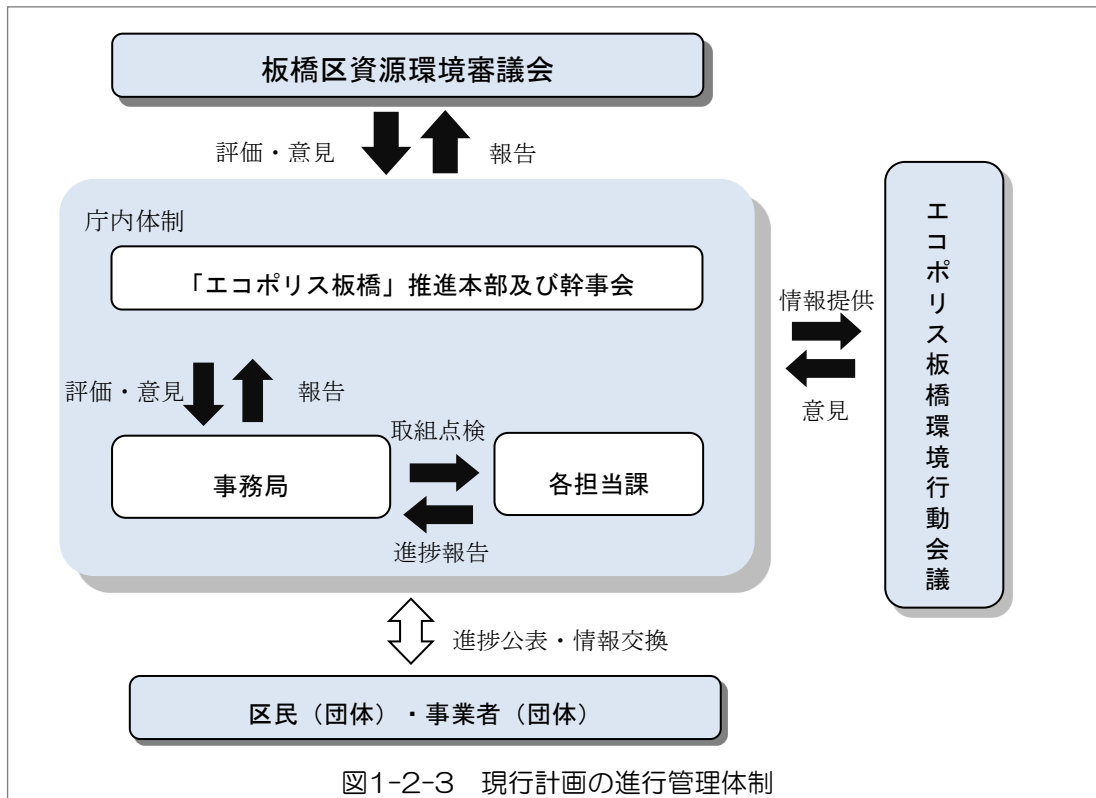 板橋区資源環境審議会
評価・意見
報告
庁内体制
「エコポリス板橋」推進本部及び幹事会
評価・意見
報告
事務局
取組点検
進捗報告
各担当課
情報提供
意見
エコポリス板橋環境行動会議
進捗公表・情報交換
区民（団体）・事業者（団体）
図1-2-3　現行計画の進行管理体制